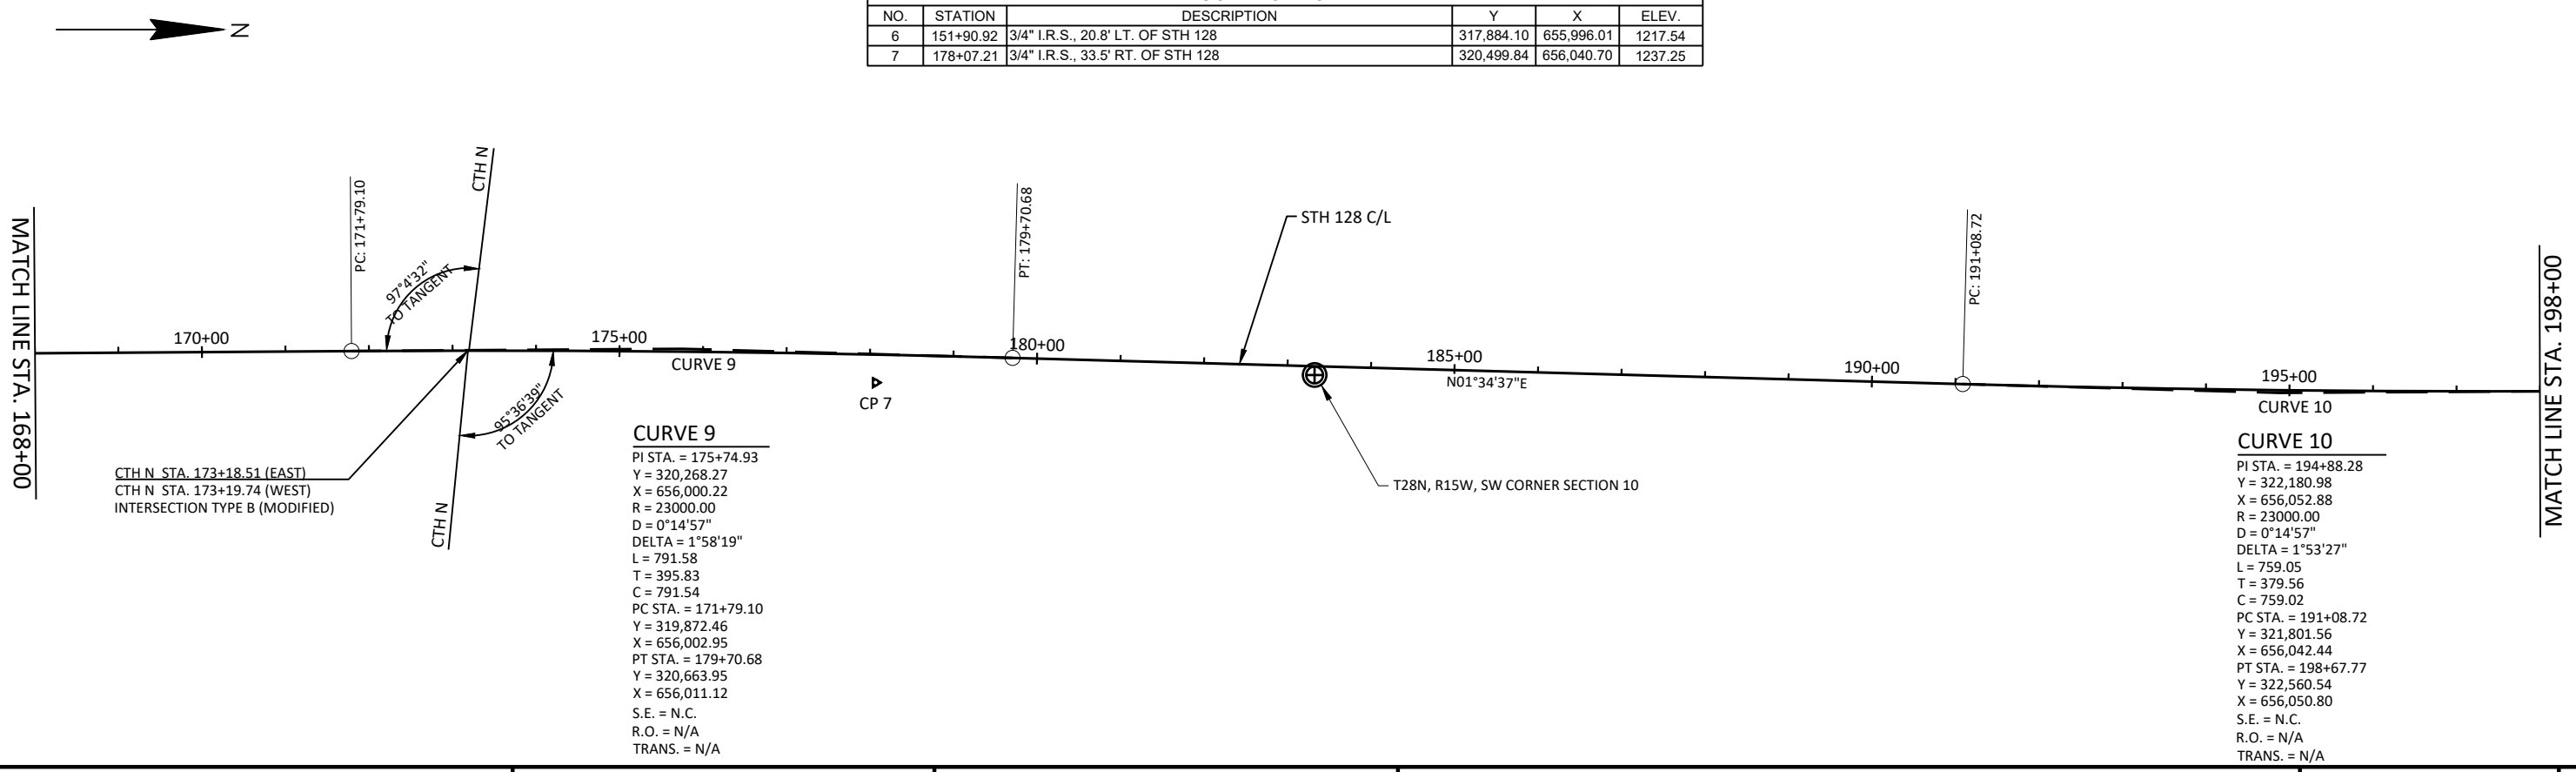 NO. STATION DESCRIPTION Y X ELEV.
6 151+90.92 3/4" I.R.S., 20.8' LT. OF STH 128 317,884.10 655,996.01 1217.54
7 178+07.21 3/4" I.R.S., 33.5' RT. OF STH 128 320,499.84 656,040.70 1237.25
N
MATCH LINE STA. 168+00
170+00
PC: 171+79.10
97°4'32"
TO TANGENT
CTH N
175+00
CURVE 9
95°36'39"
TO TANGENT
CTH N
CTH N STA. 173+18.51 (EAST)
CTH N STA. 173+19.74 (WEST)
INTERSECTION TYPE B (MODIFIED)
CP 7
PT: 179+70.68
180+00
STH 128 C/L
185+00
N01°34'37"E
T28N, R15W, SW CORNER SECTION 10
190+00
PC: 191+08.72
195+00
CURVE 10
MATCH LINE STA. 198+00
CURVE 9
PI STA. = 175+74.93
Y = 320,268.27
X = 656,000.22
R = 23000.00
D = 0°14'57"
DELTA = 1°58'19"
L = 791.58
T = 395.83
C = 791.54
PC STA. = 171+79.10
Y = 319,872.46
X = 656,002.95
PT STA. = 179+70.68
Y = 320,663.95
X = 656,011.12
S.E. = N.C.
R.O. = N/A
TRANS. = N/A
CURVE 10
PI STA. = 194+88.28
Y = 322,180.98
X = 656,052.88
R = 23000.00
D = 0°14'57"
DELTA = 1°53'27"
L = 759.05
T = 379.56
C = 759.02
PC STA. = 191+08.72
Y = 321,801.56
X = 656,042.44
PT STA. = 198+67.77
Y = 322,560.54
X = 656,050.80
S.E. = N.C.
R.O. = N/A
TRANS. = N/A